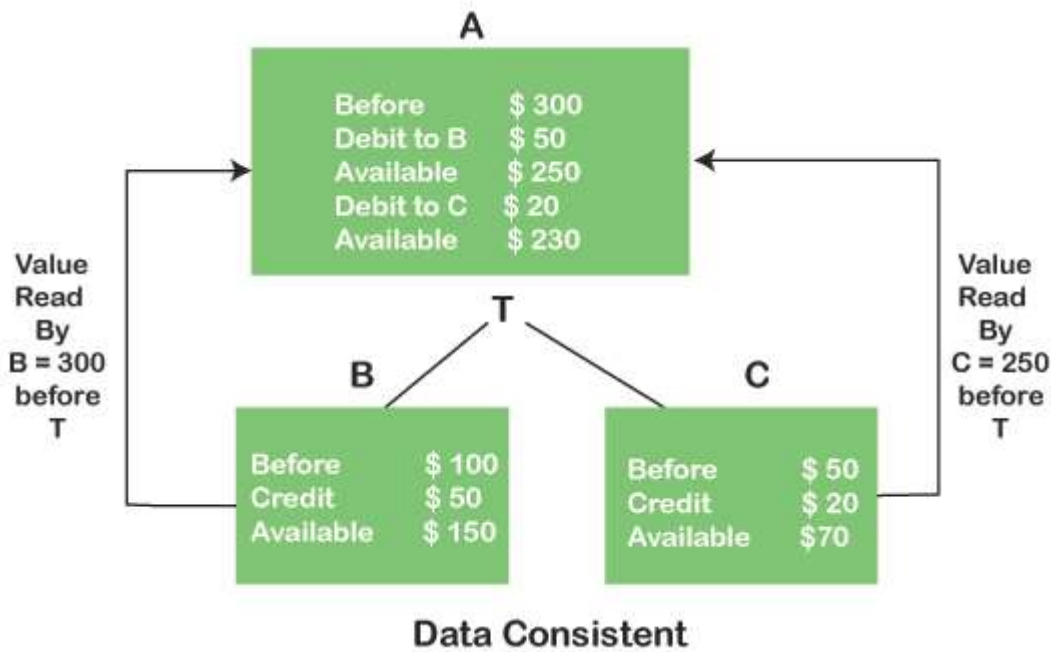 A
Before $ 300
Debit to B $ 50
Available $ 250
Debit to C $ 20
Available $ 230
Value
Read
By
B = 300
before
T
Value
Read
By
C = 250
before
T
T
B
Before $ 100
Credit $ 50
Available $ 150
C
Before $ 50
Credit $ 20
Available $70
Data Consistent